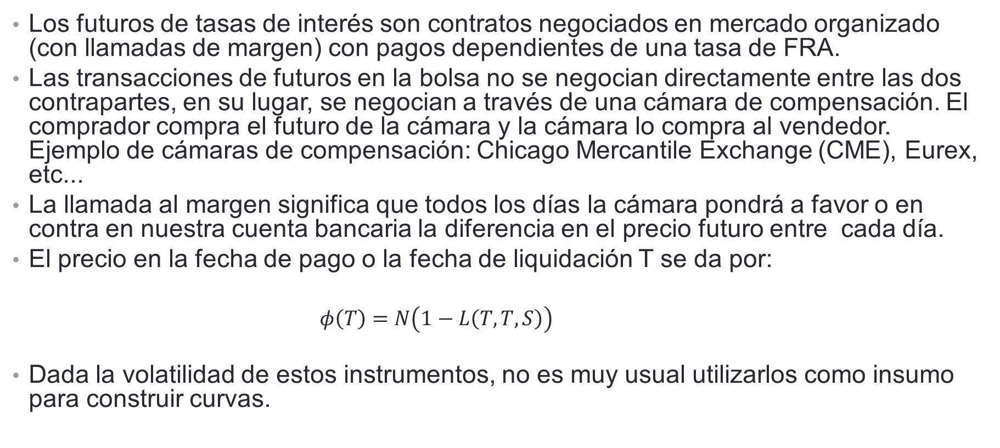 • Los futuros de tasas de interés son contratos negociados en mercado organizado
(con llamadas de margen) con pagos dependientes de una tasa de FRA.
• Las transacciones de futuros en la bolsa no se negocian directamente entre las dos
contrapartes, en su lugar, se negocian a través de una cámara de compensación. El
comprador compra el futuro de la cámara y la cámara lo compra al vendedor.
Ejemplo de cámaras de compensación: Chicago Mercantile Exchange (CME), Eurex,
etc...
• La llamada al margen significa que todos los días la cámara pondrá a favor o en
contra en nuestra cuenta bancaria la diferencia en el precio futuro entre  cada día.
• El precio en la fecha de pago o la fecha de liquidación T se da por:
𝜙(𝑇) = 𝑁(1 − 𝐿(𝑇,𝑇,𝑆))
• Dada la volatilidad de estos instrumentos, no es muy usual utilizarlos como insumo
para construir curvas.